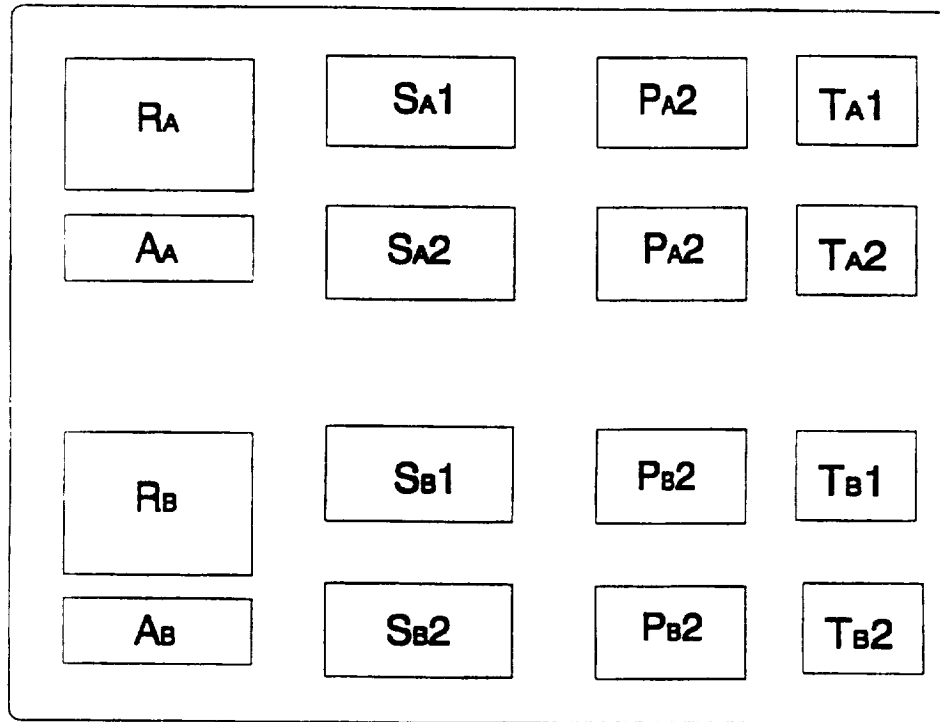 RA SA1 PA2 TA1
AA SA2 PA2 TA2
RB SB1 PB2 TB1
AB SB2 PB2 TB2